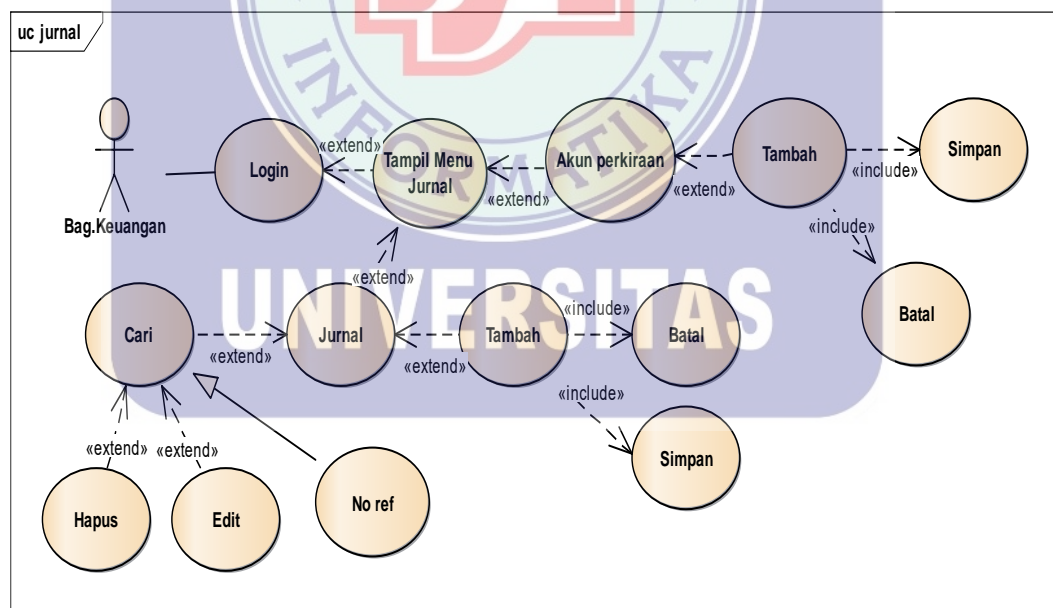 uc jurnal
INFORMATIKA
UNIVERSITAS
Bag.Keuangan
Login
«extend»
Tampil Menu
Jurnal
«extend»
Akun perkiraan
«extend»
Tambah
«include»
Simpan
«include»
Batal
«extend»
Cari
«extend»
Jurnal
«extend»
Tambah
«include»
Batal
«include»
Simpan
«extend»
«extend»
Hapus
Edit
No ref